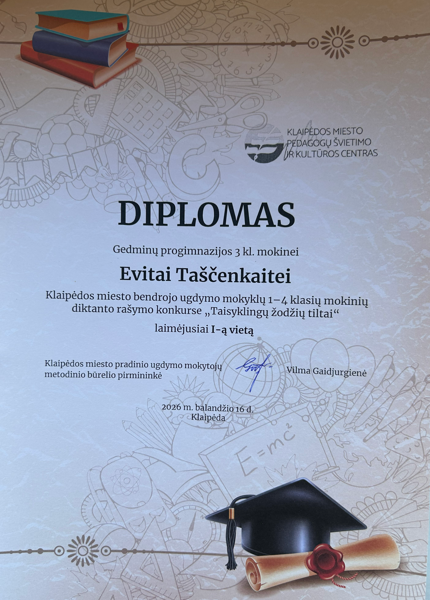 KLAIPĖDOS MIESTO
PEDAGOGŲ ŠVIETIMO
IR KULTŪROS CENTRAS
DIPLOMAS
Gedminų progimnazijos 3 kl. mokinei
Evitai Taščenkaitei
Klaipėdos miesto bendrojo ugdymo mokyklų 1–4 klasių mokinių
diktanto rašymo konkurse „Taisyklingų žodžių tiltai“
laimėjusiai I-ą vietą
Klaipėdos miesto pradinio ugdymo mokytojų
metodinio būrelio pirmininkė
Vilma Gaidjurgienė
2026 m. balandžio 16 d.
Klaipėda
E=mc²